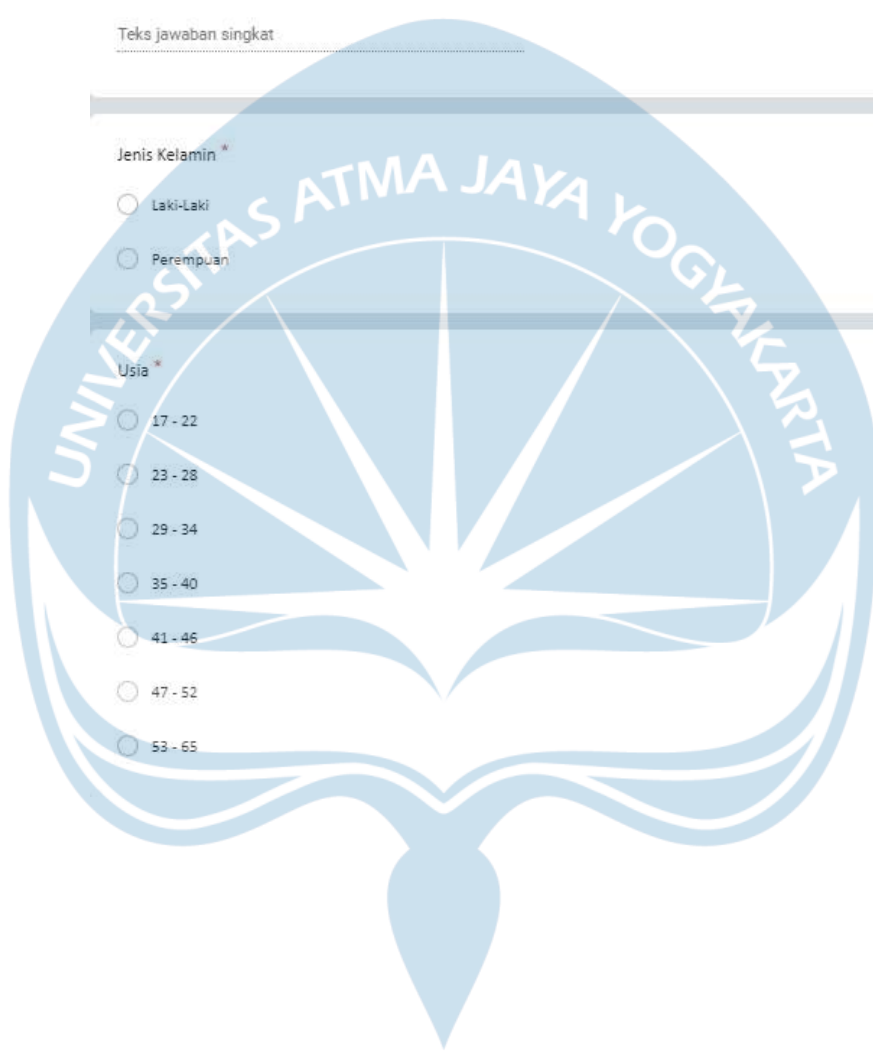 Teks jawaban singkat
Jenis Kelamin *
Laki-Laki
Perempuan
Usia *
17 - 22
23 - 28
29 - 34
35 - 40
41 - 46
47 - 52
53 - 65
UNIVERSITAS ATMA JAYA YOGYAKARTA